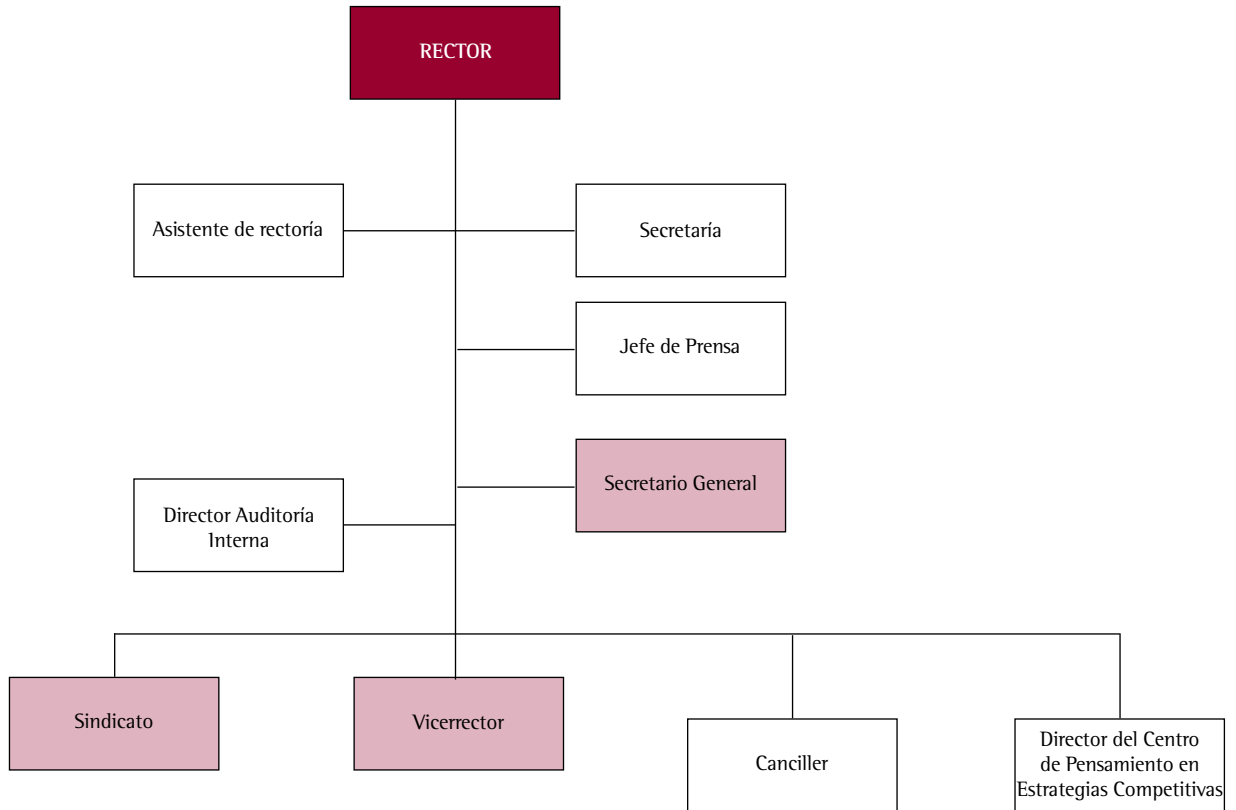 RECTOR
Asistente de rectoría
Secretaría
Jefe de Prensa
Secretario General
Director Auditoría
Interna
Sindicato
Vicerrector
Canciller
Director del Centro
de Pensamiento en
Estrategias Competitivas